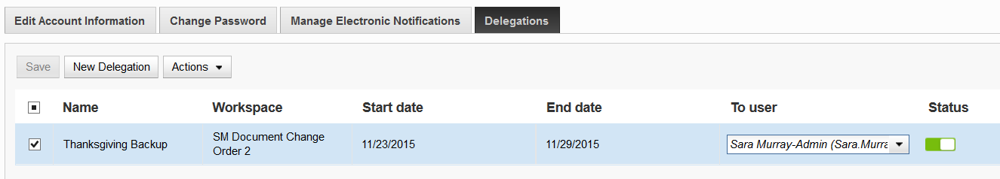 Edit Account Information
Change Password
Manage Electronic Notifications
Delegations
Save
New Delegation
Actions
Name
Workspace
Start date
End date
To user
Status
Thanksgiving Backup
SM Document Change
Order 2
11/23/2015
11/29/2015
Sara Murray-Admin (Sara.Murra